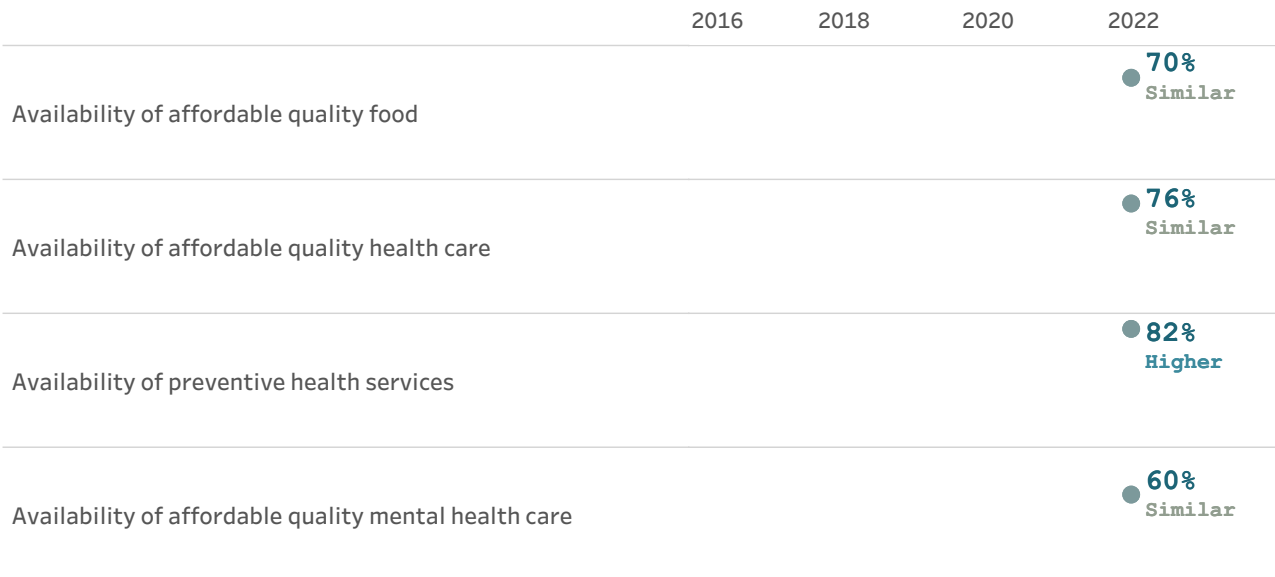 2016 2018 2020 2022
70%
Similar
Availability of affordable quality food
76%
Similar
Availability of affordable quality health care
82%
Higher
Availability of preventive health services
60%
Similar
Availability of affordable quality mental health care